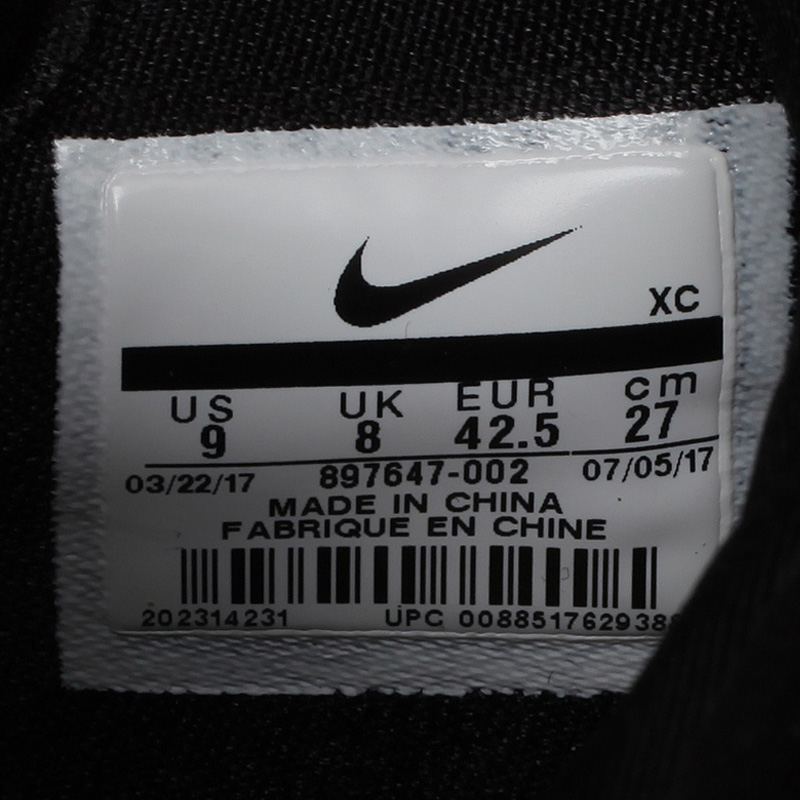 XC
US UK EUR cm
9 8 42.5 27
03/22/17 897647-002 07/05/17
MADE IN CHINA
FABRIQUE EN CHINE
202314231 UPC 00885176293